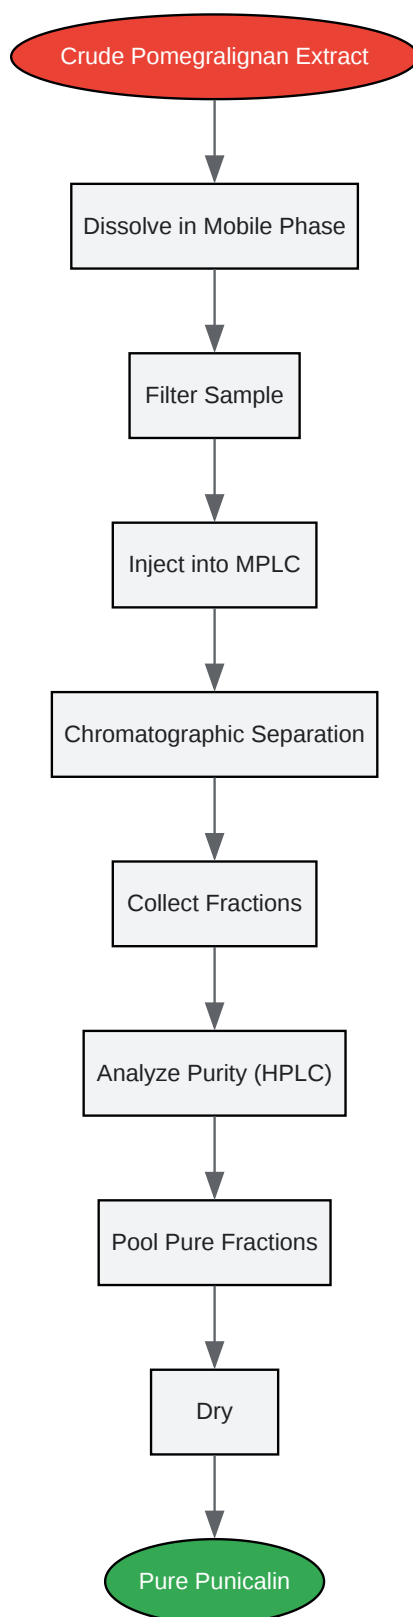 Crude Pomegralignan Extract
Dissolve in Mobile Phase
Filter Sample
Inject into MPLC
Chromatographic Separation
Collect Fractions
Analyze Purity (HPLC)
Pool Pure Fractions
Dry
Pure Punicalin